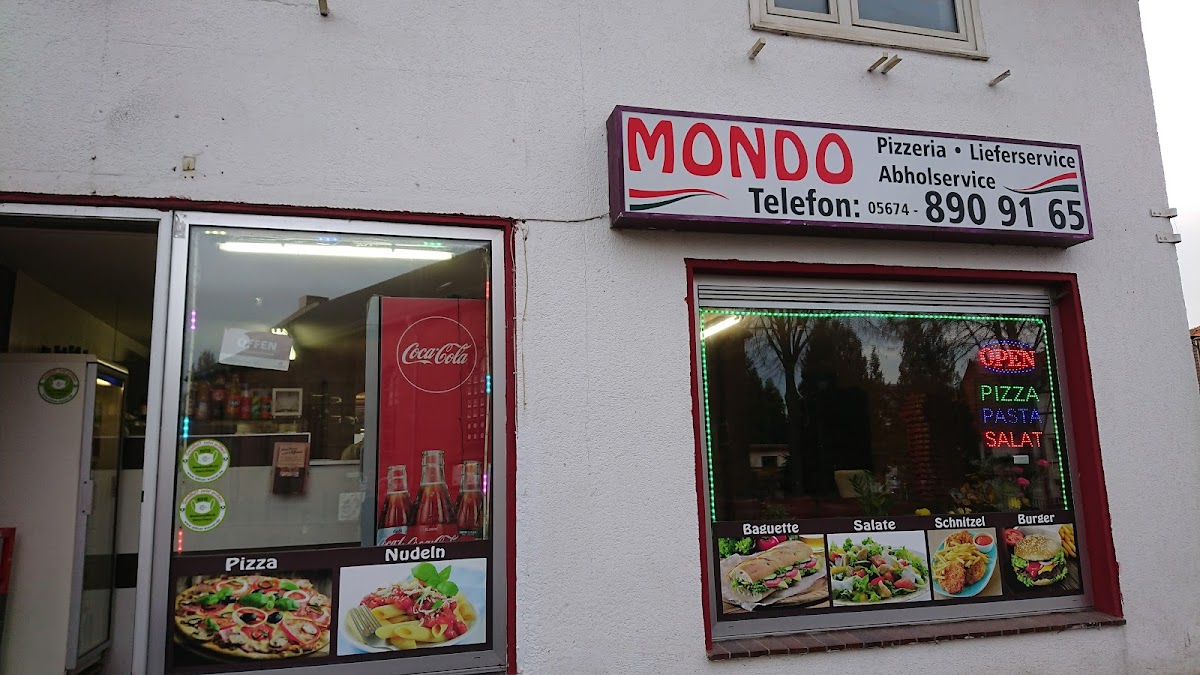 MONDO
Pizzeria • Lieferservice
Abholservice
Telefon: 05674 - 890 91 65
OFFEN
Coca-Cola
OPEN
PIZZA
PASTA
SALAT
Pizza
Nudeln
Baguette
Salate
Schnitzel
Burger